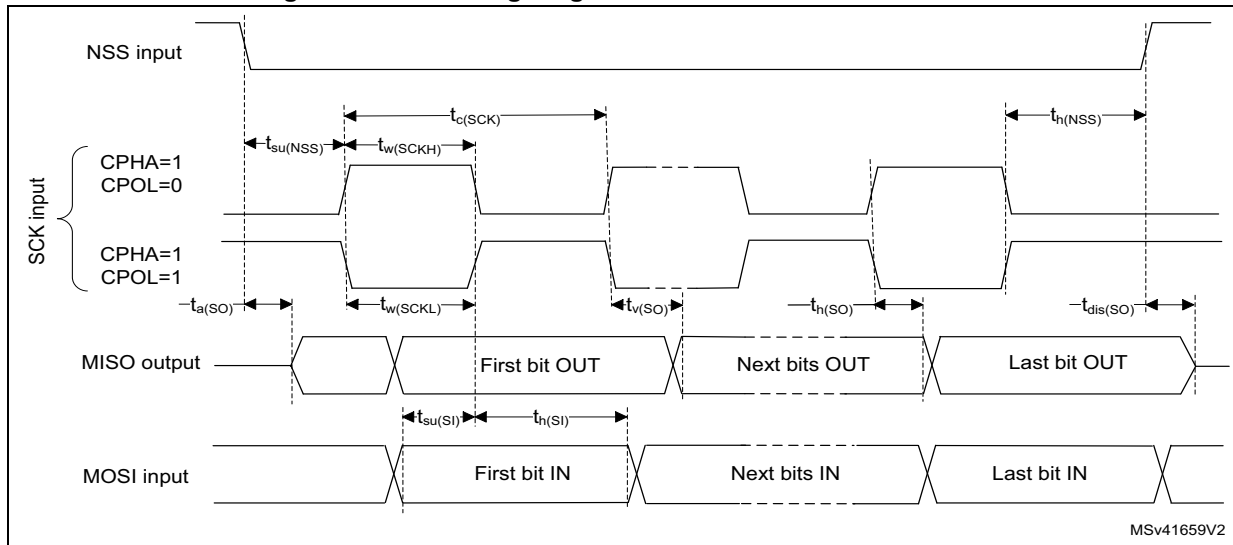 NSS input
tc(SCK)
th(NSS)
tsu(NSS)
tw(SCKH)
CPHA=1
CPOL=0
SCK input
CPHA=1
CPOL=1
ta(SO)
tw(SCKL)
tv(SO)
th(SO)
tdis(SO)
MISO output
First bit OUT
Next bits OUT
Last bit OUT
tsu(SI)
th(SI)
MOSI input
First bit IN
Next bits IN
Last bit IN
MSv41659V2